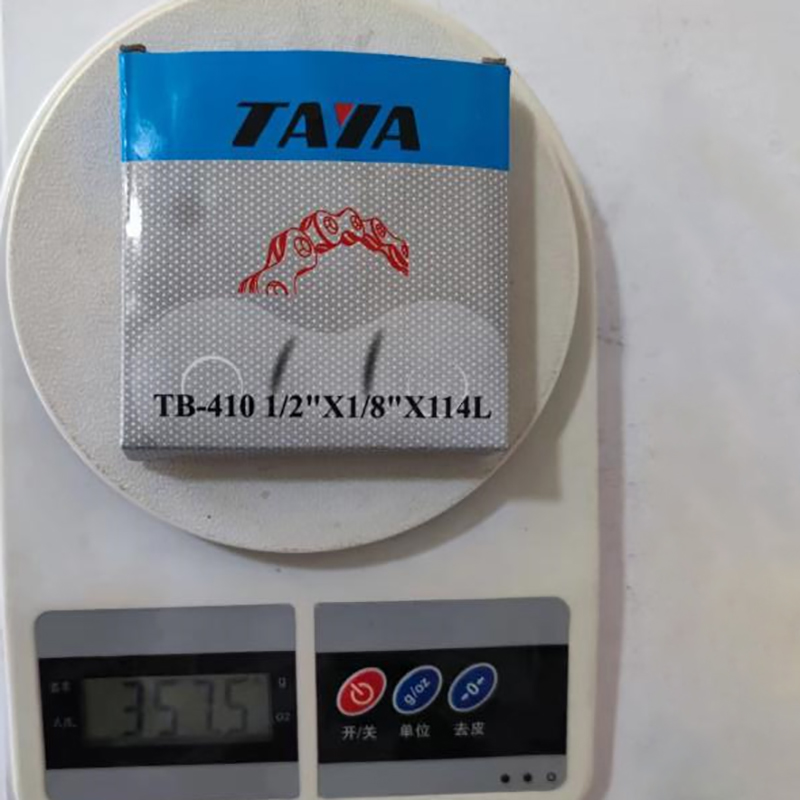 TAYA
TB-410 1/2"X1/8"X114L
357.5 g
oz
g/oz
-0-
开/关 单位 去皮